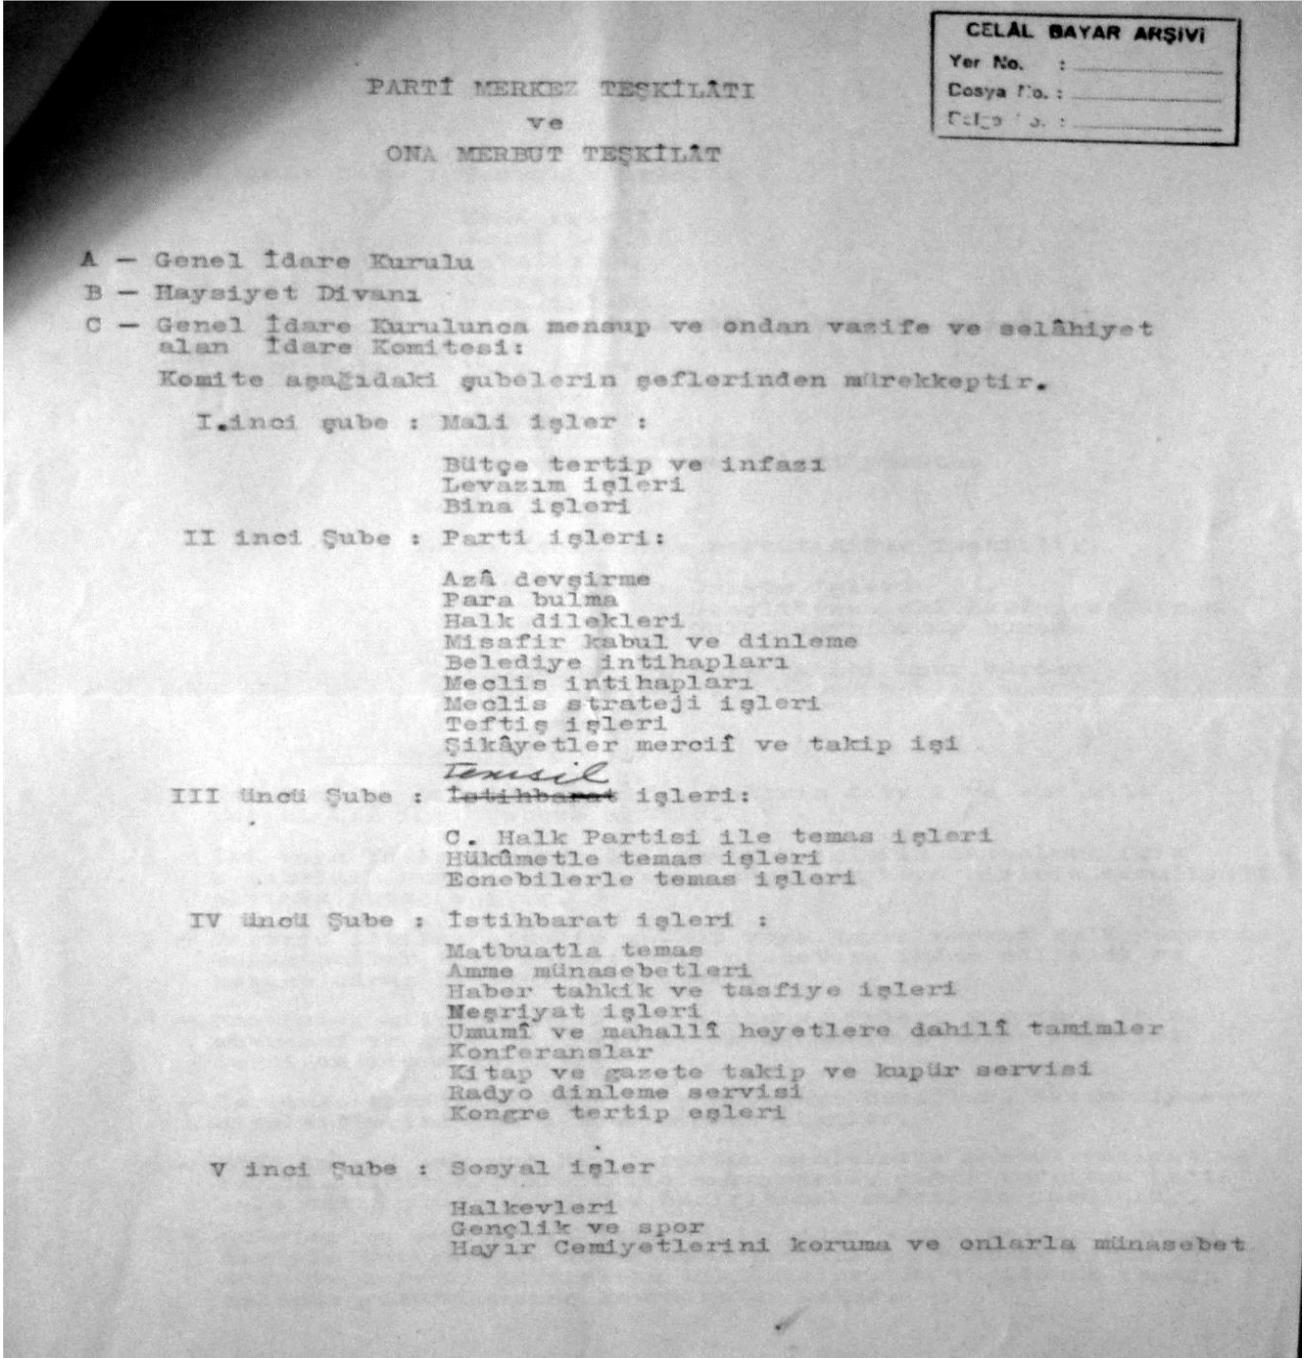 CELÂL BAYAR ARŞİVİ
Yer No. :
Dosya No. :
PARTİ MERKEZ TEŞKİLÂTI
ve
ONA MERBUT TEŞKİLÂT
A — Genel İdare Kurulu
B — Haysiyet Divanı
C — Genel İdare Kurulunca mensup ve ondan vazife ve selâhiyet
alan İdare Komitesi:
Komite aşağıdaki şubelerin şeflerinden mürekkeptir.
I.inci şube : Mali işler :
Bütçe tertip ve infazı
Levazım işleri
Bina işleri
II inci Şube : Parti işleri:
Azâ devşirme
Para bulma
Halk dilekleri
Misafir kabul ve dinleme
Belediye intihapları
Meclis intihapları
Meclis strateji işleri
Teftiş işleri
Şikâyetler merciî ve takip işi
Temsil
III üncü Şube : İstihbarat işleri:
C. Halk Partisi ile temas işleri
Hükûmetle temas işleri
Ecnebilerle temas işleri
IV üncü Şube : İstihbarat işleri :
Matbuatla temas
Amme münasebetleri
Haber tahkik ve tasfiye işleri
Neşriyat işleri
Umumî ve mahallî heyetlere dahilî tamimler
Konferanslar
Kitap ve gazete takip ve kupür servisi
Radyo dinleme servisi
Kongre tertip eşleri
V inci Şube : Sosyal işler
Halkevleri
Gençlik ve spor
Hayır Cemiyetlerini koruma ve onlarla münasebet